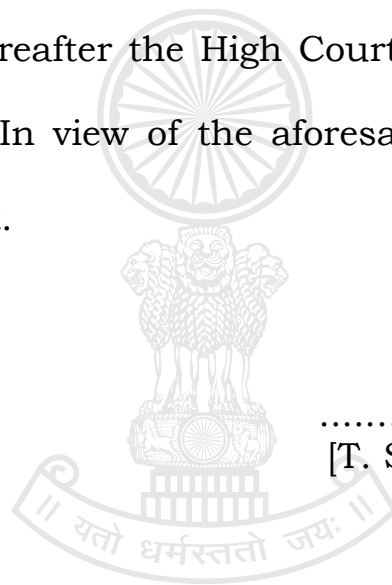 reafter the High Court
In view of the aforesa
.
........
[T. S
॥ यतो धर्मस्ततो जयः ॥